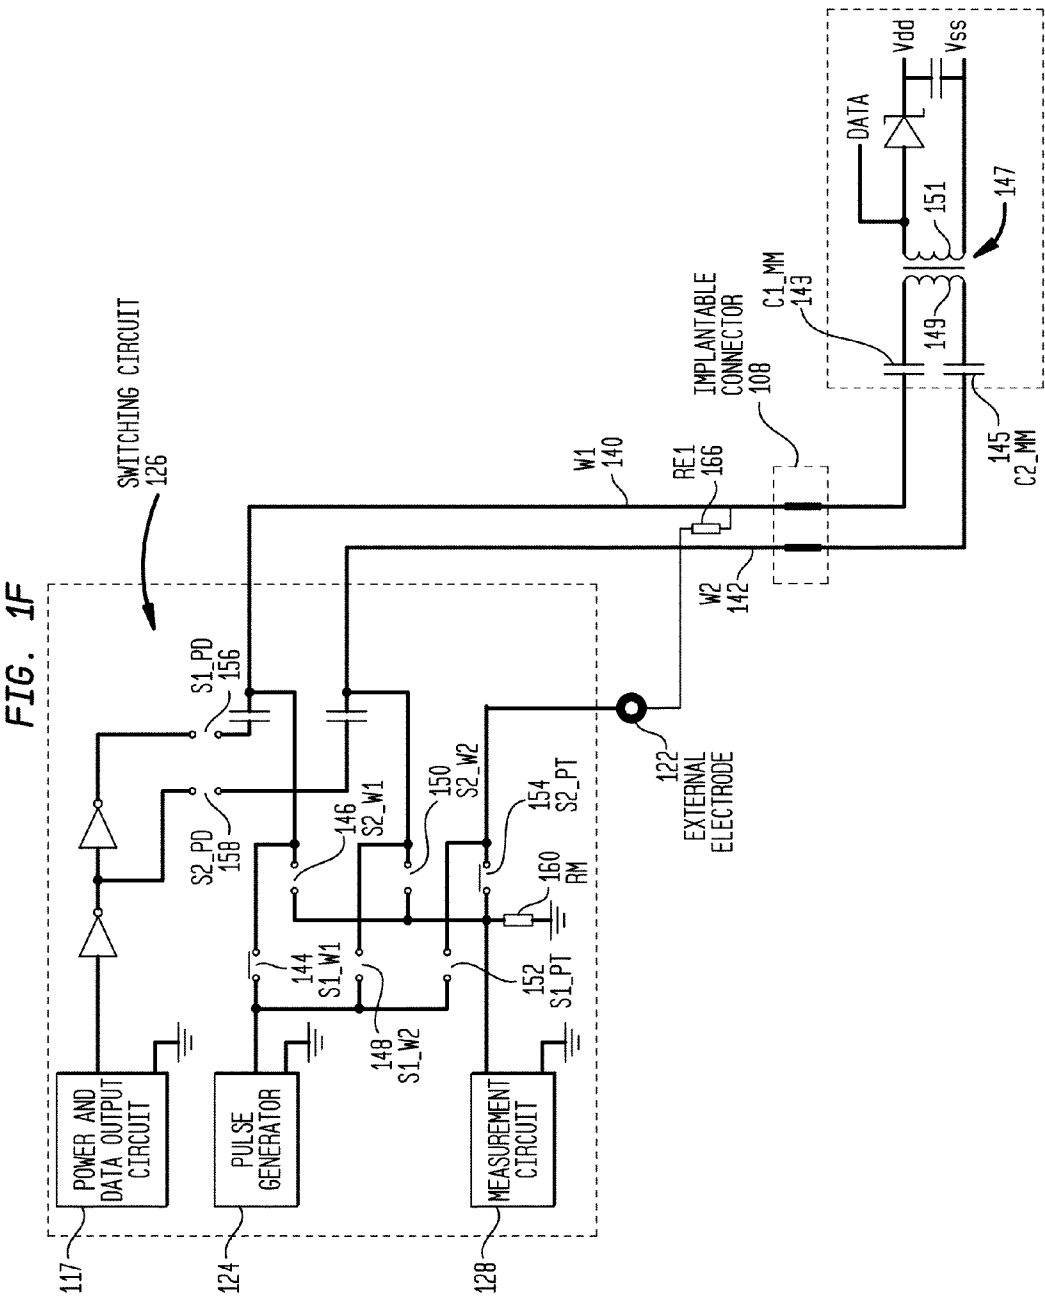 FIG. 1F
SWITCHING CIRCUIT
126
117
POWER AND
DATA OUTPUT
CIRCUIT
124
PULSE
GENERATOR
128
MEASUREMENT
CIRCUIT
S1_PD
156
S2_PD
158
144
S1_W1
146
S2_W1
148
S1_W2
150
S2_W2
152
S1_PT
154
S2_PT
160
RM
122
EXTERNAL
ELECTRODE
W1
140
W2
142
RE1
166
IMPLANTABLE
CONNECTOR
108
C1_MM
143
145
C2_MM
149
151
147
DATA
Vdd
Vss